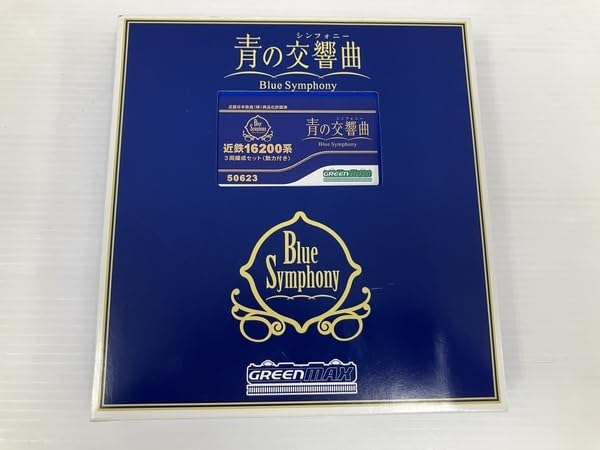 シンフォニー
青の交響曲
Blue Symphony
近畿日本鉄道(株)商品化許諾済
Blue
Symphony
シンフォニー
青の交響曲
Blue Symphony
近鉄16200系
3両編成セット(動力付き)
50623
GREENMAX
Blue
Symphony
GREENMAX